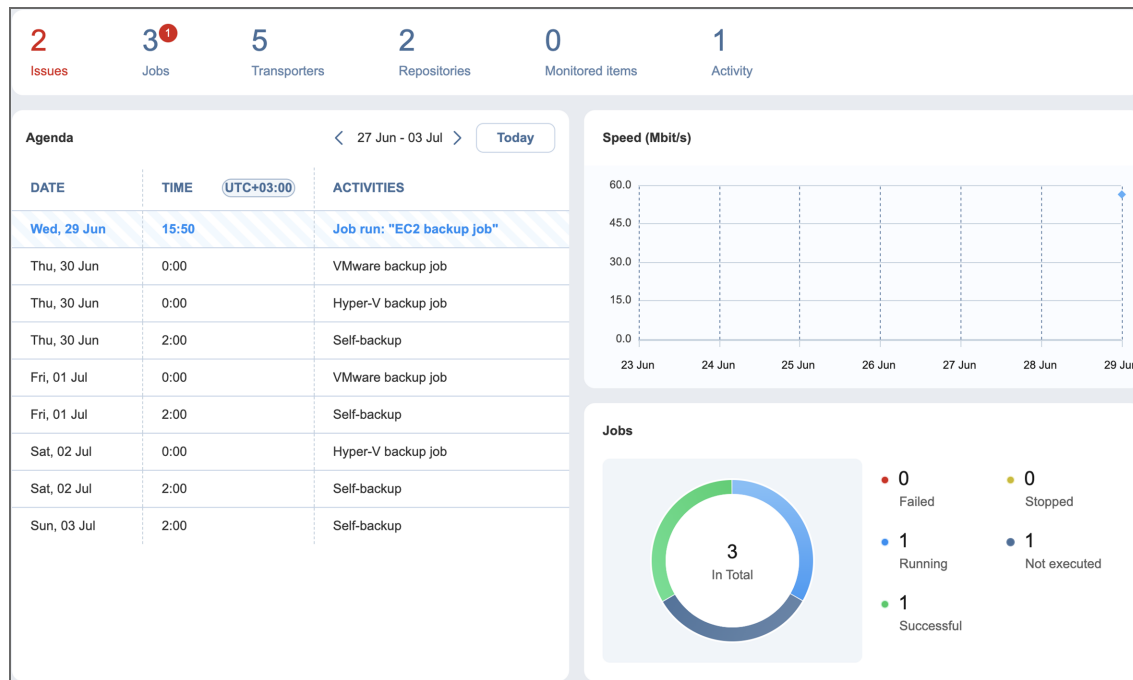 2
Issues
3 1
Jobs
5
Transporters
2
Repositories
0
Monitored items
1
Activity
Agenda
27 Jun - 03 Jul
Today
DATE TIME UTC+03:00 ACTIVITIES
Wed, 29 Jun 15:50 Job run: "EC2 backup job"
Thu, 30 Jun 0:00 VMware backup job
Thu, 30 Jun 0:00 Hyper-V backup job
Thu, 30 Jun 2:00 Self-backup
Fri, 01 Jul 0:00 VMware backup job
Fri, 01 Jul 2:00 Self-backup
Sat, 02 Jul 0:00 Hyper-V backup job
Sat, 02 Jul 2:00 Self-backup
Sun, 03 Jul 2:00 Self-backup
Speed (Mbit/s)
60.0
45.0
30.0
15.0
0.0
23 Jun 24 Jun 25 Jun 26 Jun 27 Jun 28 Jun 29 Jun
Jobs
3
In Total
0
Failed
0
Stopped
1
Running
1
Not executed
1
Successful